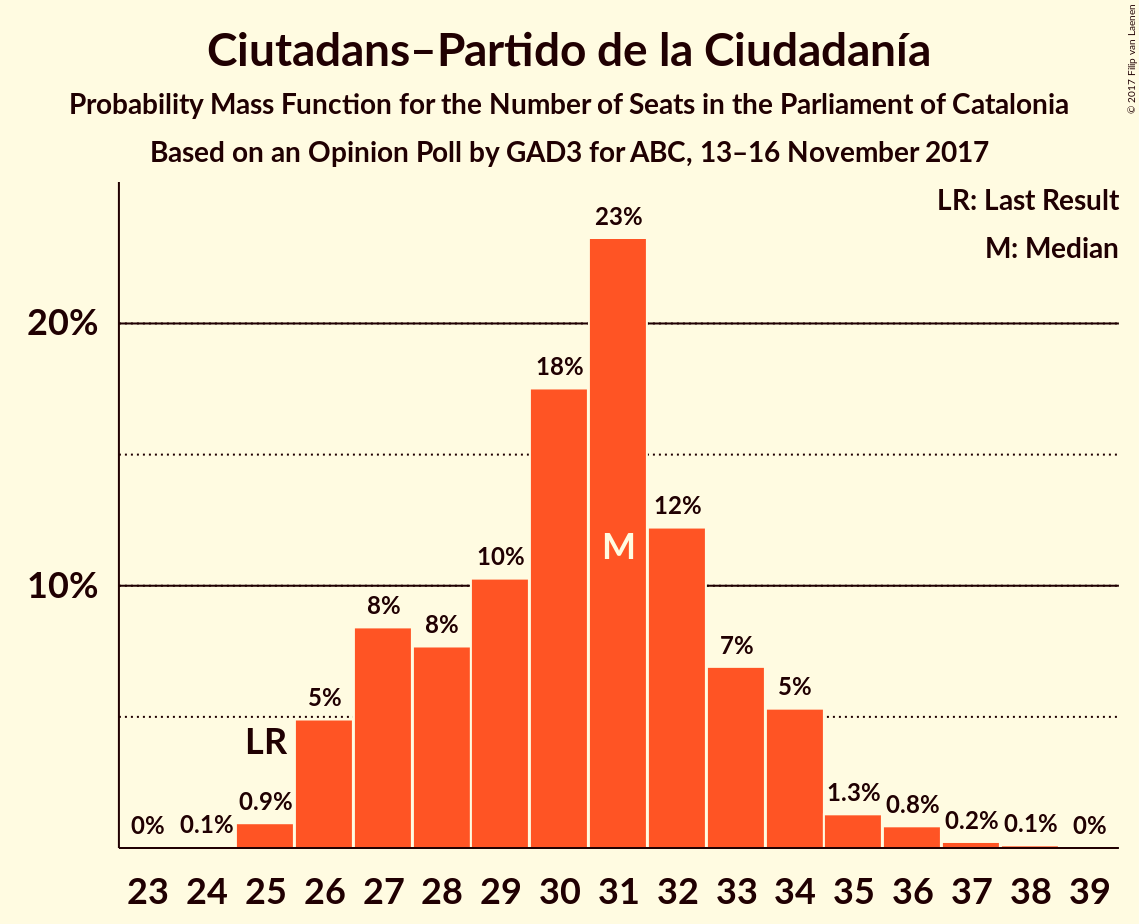 Ciutadans–Partido de la Ciudadanía
Probability Mass Function for the Number of Seats in the Parliament of Catalonia
Based on an Opinion Poll by GAD3 for ABC, 13–16 November 2017
© 2017 Filip van Laenen
LR: Last Result
M: Median
20%
10%
0%
0.1%
0.9%
LR
5%
8%
8%
10%
18%
23%
M
12%
7%
5%
1.3%
0.8%
0.2%
0.1%
0%
23 24 25 26 27 28 29 30 31 32 33 34 35 36 37 38 39